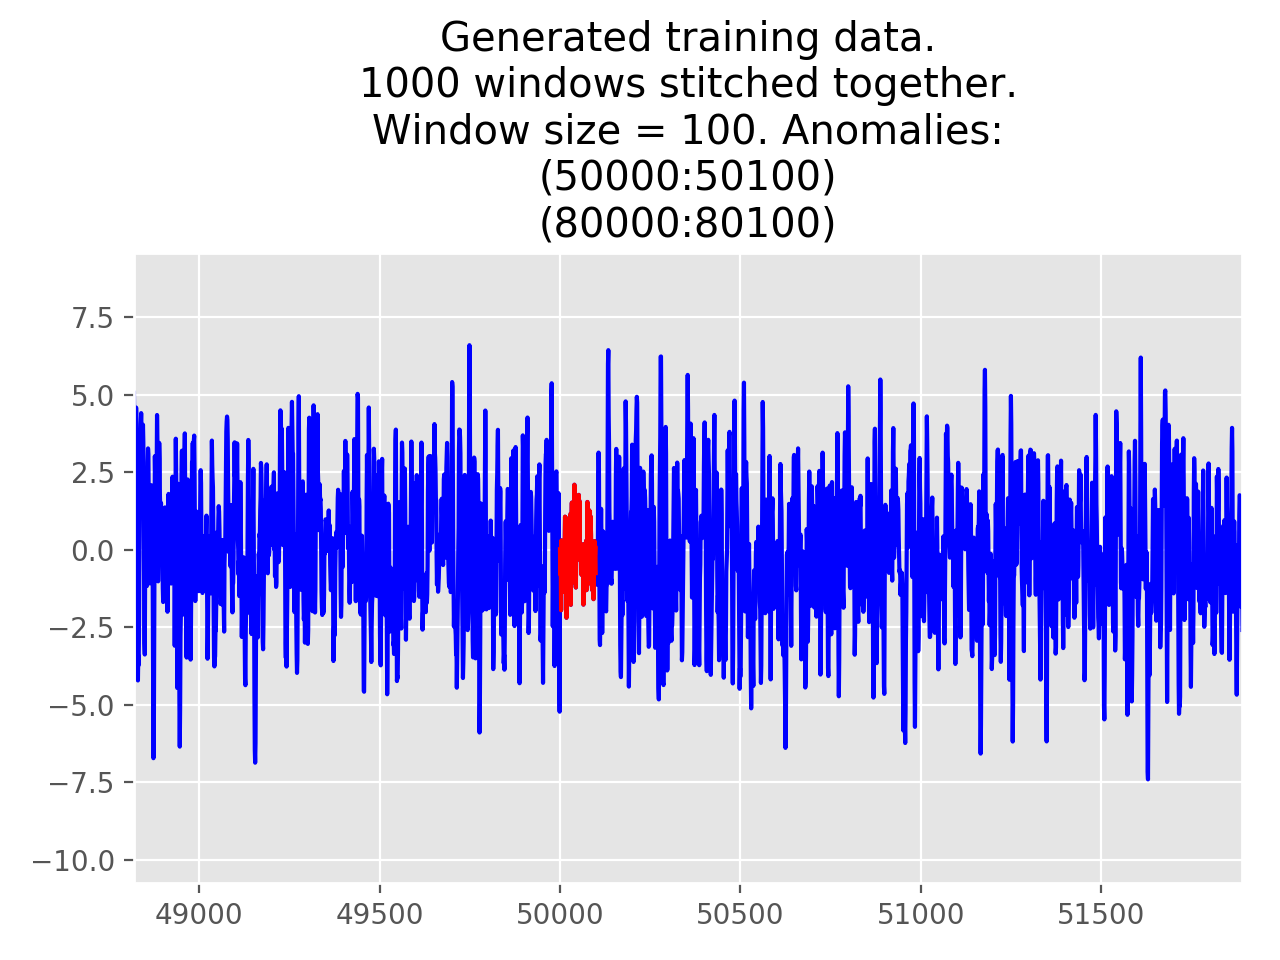 Generated training data.
1000 windows stitched together.
Window size = 100. Anomalies:
(50000:50100)
(80000:80100)
7.5
5.0
2.5
0.0
−2.5
−5.0
−7.5
−10.0
49000 49500 50000 50500 51000 51500